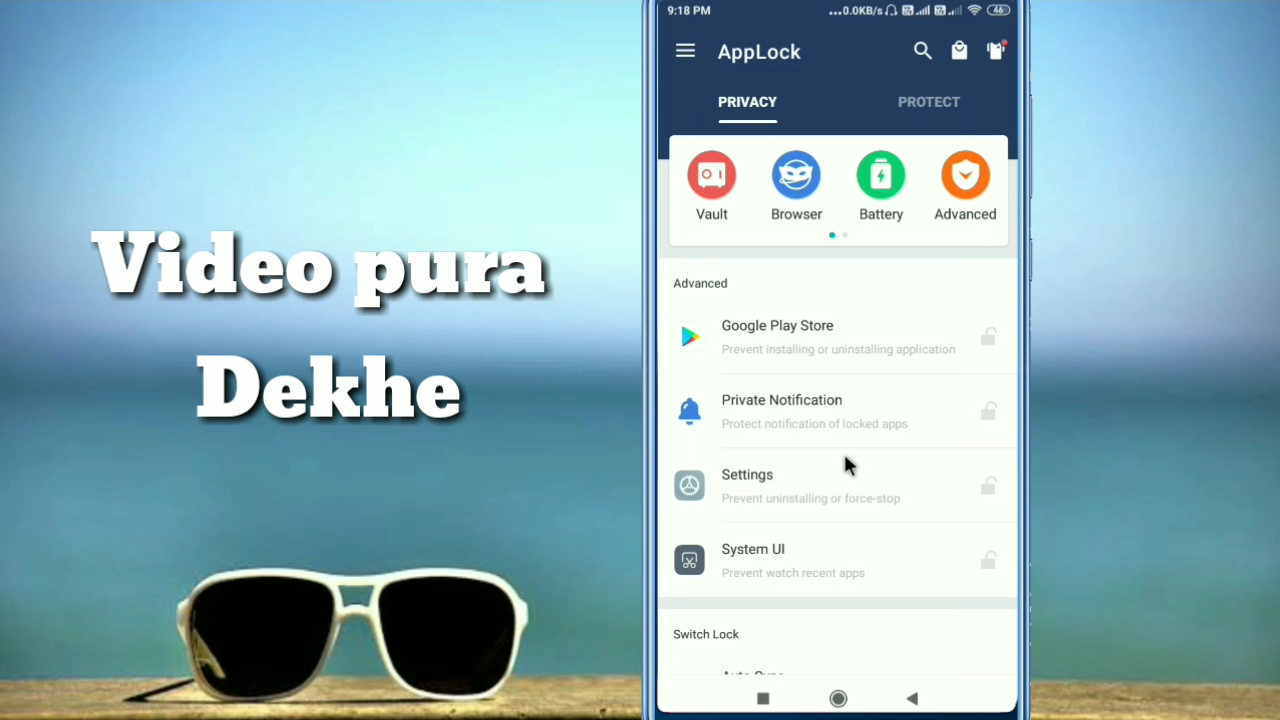 Video pura
Dekhe
9:18 PM
...0.0KB/s
46
AppLock
PRIVACY
PROTECT
Vault
Browser
Battery
Advanced
Advanced
Google Play Store
Prevent installing or uninstalling application
Private Notification
Protect notification of locked apps
Settings
Prevent uninstalling or force-stop
System UI
Prevent watch recent apps
Switch Lock